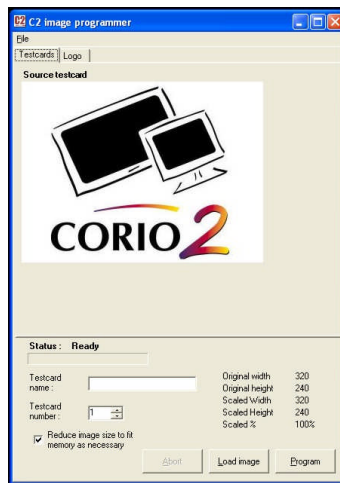 C2 C2 image programmer
File
Testcards Logo
Source testcard
CORIO2
Status : Ready
Testcard name :
Testcard number : 1
Reduce image size to fit memory as necessary
Original width 320
Original height 240
Scaled Width 320
Scaled Height 240
Scaled % 100%
Abort Load image Program